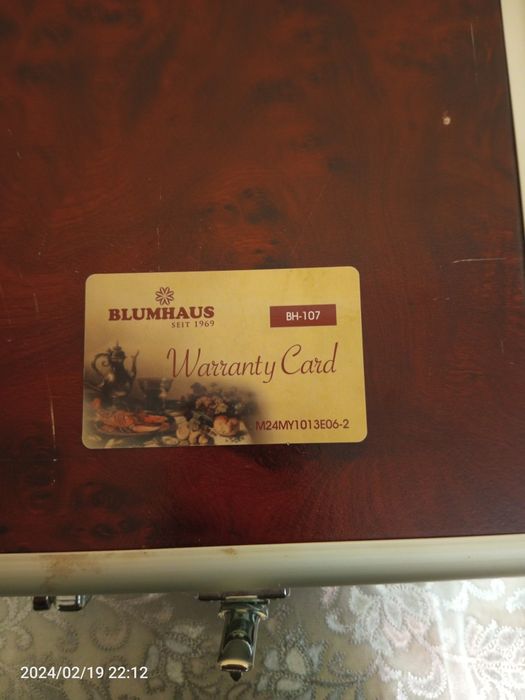 BLUMHAUS
SEIT 1969
BH-107
Warranty Card
M24MY1013E06-2
2024/02/19 22:12